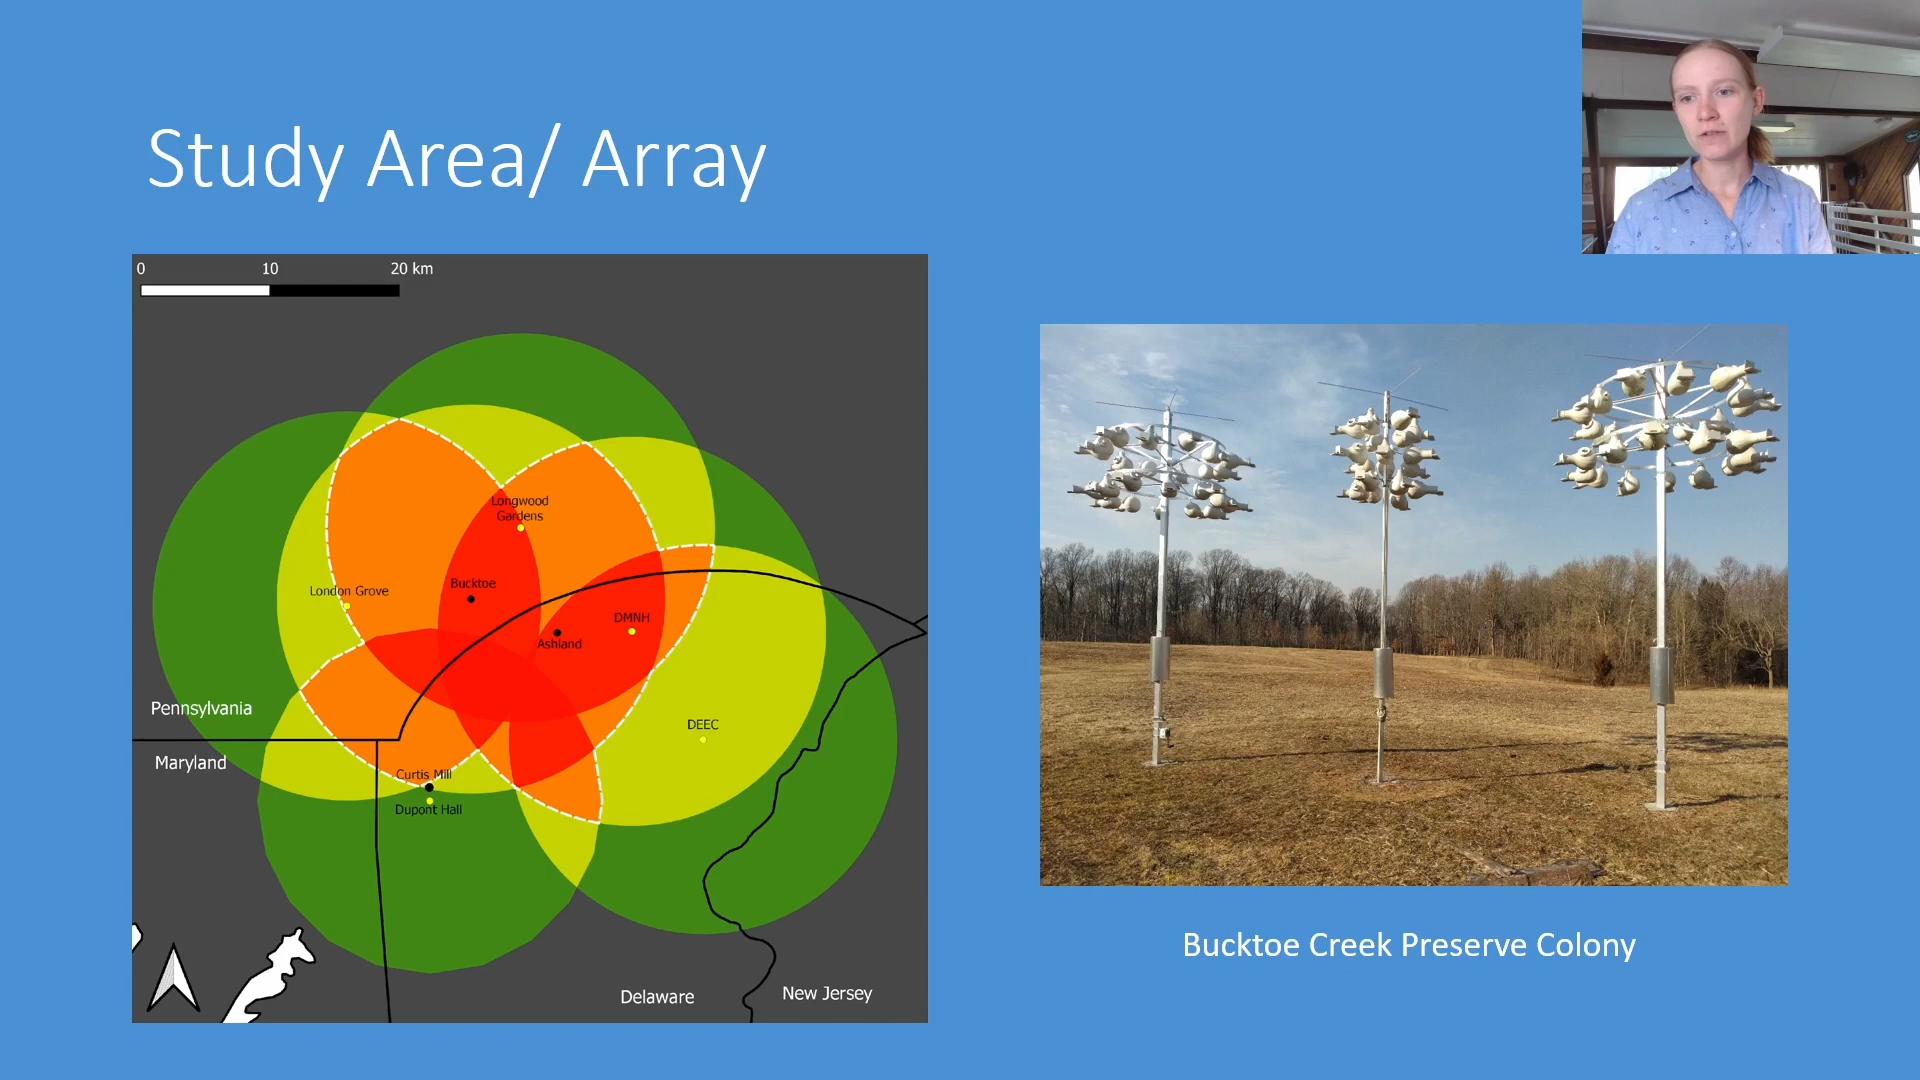 Study Area/ Array
0 10 20 km
Longwood
Gardens
Bucktoe
London Grove
DMNH
Ashland
Pennsylvania
DEEC
Maryland
Curtis Mill
Dupont Hall
Delaware
New Jersey
Bucktoe Creek Preserve Colony